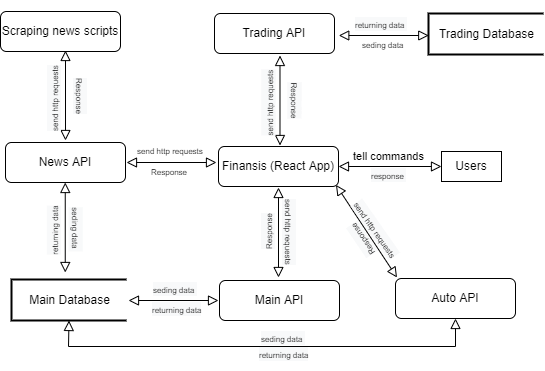 Scraping news scripts
Trading API
returning data
seding data
Trading Database
send http requests
Response
send http requests
Response
News API
send http requests
Response
Finansis (React App)
tell commands
response
Users
returning data
seding data
Response
send http requests
send http requests
Response
Main Database
seding data
returning data
Main API
Auto API
seding data
returning data